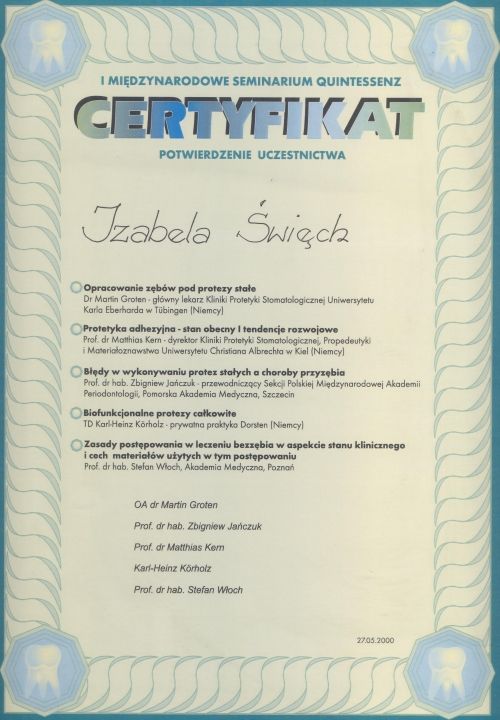 I MIĘDZYNARODOWE SEMINARIUM QUINTESSENZ
CERTYFIKAT
POTWIERDZENIE UCZESTNICTWA
Izabela Święch
Opracowanie zębów pod protezy stałe
Dr Martin Groten - główny lekarz Kliniki Protetyki Stomatologicznej Uniwersytetu
Karla Eberharda w Tübingen (Niemcy)
Protetyka adhezyjna - stan obecny I tendencje rozwojowe
Prof. dr Matthias Kern - dyrektor Kliniki Protetyki Stomatologicznej, Propedeutyki
i Materiałoznawstwa Uniwersytetu Christiana Albrechta w Kiel (Niemcy)
Błędy w wykonywaniu protez stałych a choroby przyzębia
Prof. dr hab. Zbigniew Jańczuk - przewodniczący Sekcji Polskiej Międzynarodowej Akademii
Periodontologii, Pomorska Akademia Medyczna, Szczecin
Biofunkcjonalne protezy całkowite
TD Karl-Heinz Körholz - prywatna praktyka Dorsten (Niemcy)
Zasady postępowania w leczeniu bezzębia w aspekcie stanu klinicznego
i cech materiałów użytych w tym postępowaniu
Prof. dr hab. Stefan Włoch, Akademia Medyczna, Poznań
OA dr Martin Groten
Prof. dr hab. Zbigniew Jańczuk
Prof. dr Matthias Kern
Karl-Heinz Körholz
Prof. dr hab. Stefan Włoch
27.05.2000